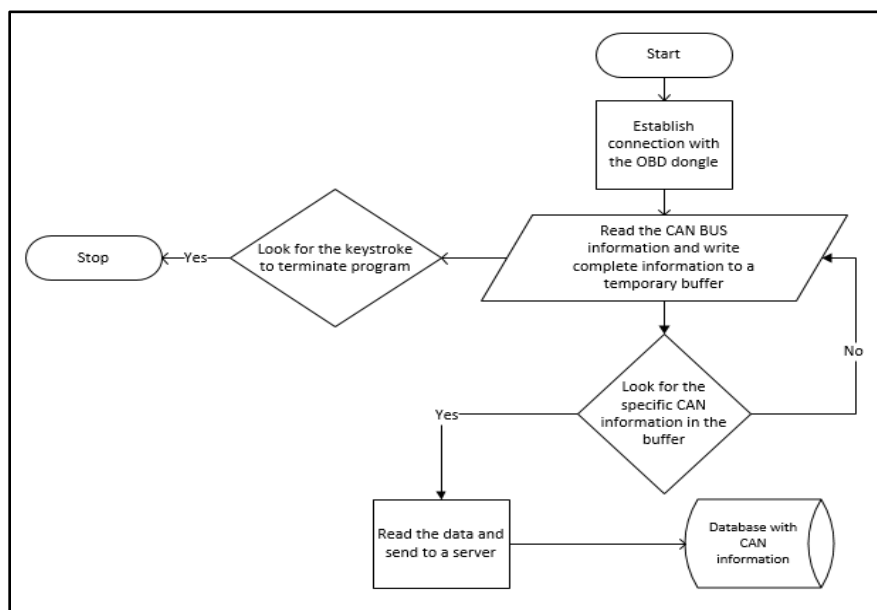 Start
Establish
connection with
the OBD dongle
Read the CAN BUS
information and write
complete information to a
temporary buffer
Look for the keystroke
to terminate program
Yes
Stop
No
Look for the
specific CAN
information in the
buffer
Yes
Read the data and
send to a server
Database with
CAN
information